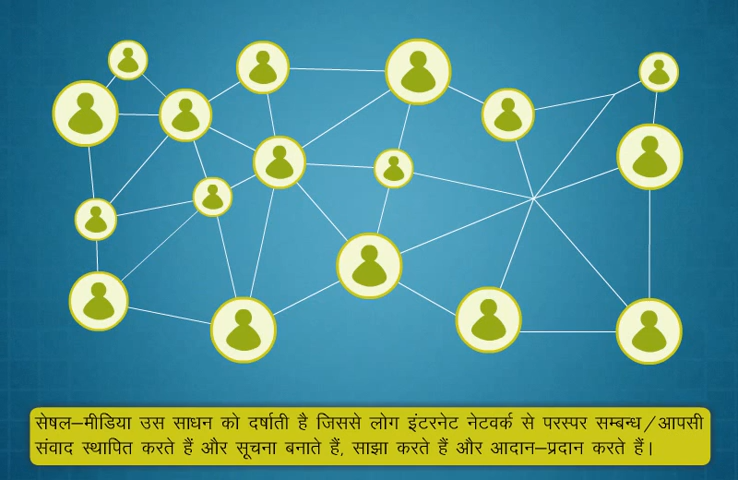 सेषल–मीडिया उस साधन को दर्षाती है जिससे लोग इंटरनेट नेटवर्क से परस्पर सम्बन्ध/आपसी
संवाद स्थापित करते हैं और सूचना बनाते हैं, साझा करते हैं और आदान–प्रदान करते हैं।